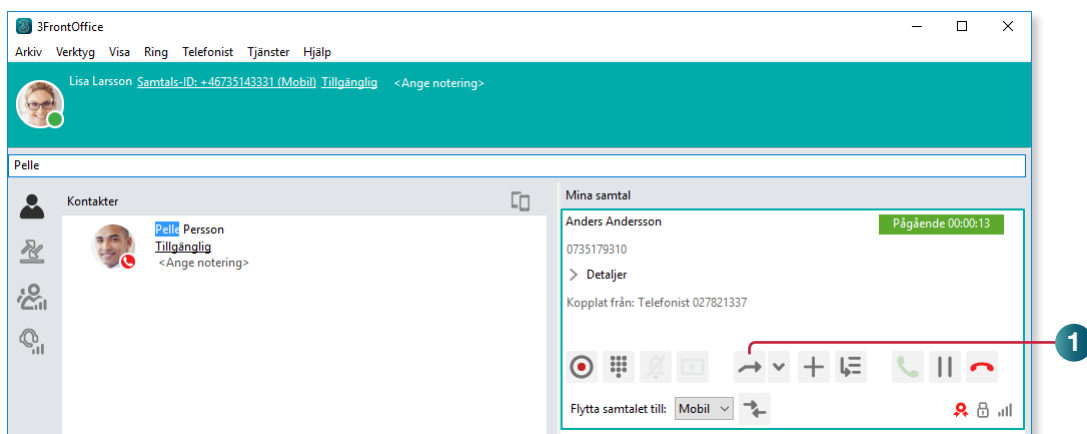 3FrontOffice
Arkiv Verktyg Visa Ring Telefonist Tjänster Hjälp
Lisa Larsson Samtals-ID: +46735143331 (Mobil) Tillgänglig <Ange notering>
Pelle
Kontakter
Pelle Persson
Tillgänglig
<Ange notering>
Mina samtal
Anders Andersson Pågående 00:00:13
0735179310
> Detaljer
Kopplat från: Telefonist 027821337
1
Flytta samtalet till: Mobil